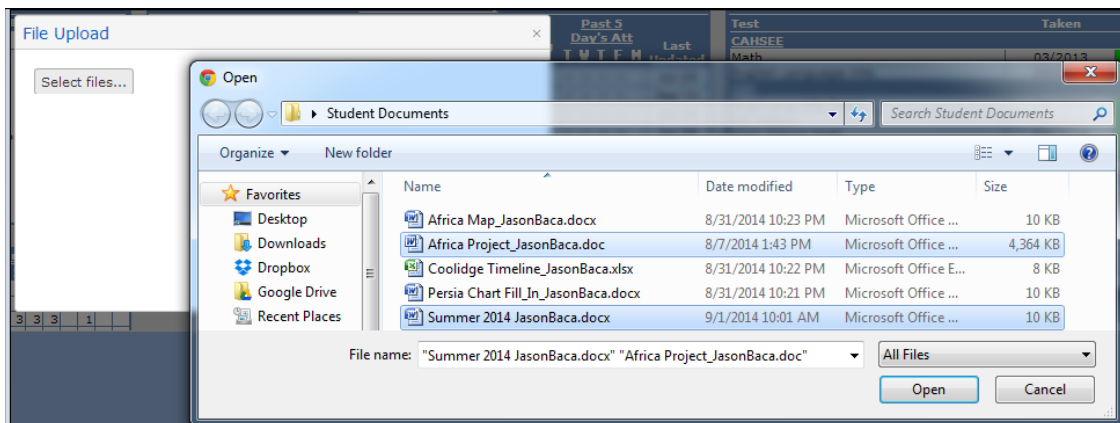 File Upload
×
Select files...
Past 5
Day's Att
Last
T W T F M Updated
Test Taken
CAHSEE
Math 03/2013
3 3 3 1
Open
Student Documents
Search Student Documents
Organize New folder
Favorites
Desktop
Downloads
Dropbox
Google Drive
Recent Places
Name Date modified Type Size
Africa Map_JasonBaca.docx 8/31/2014 10:23 PM Microsoft Office ... 10 KB
Africa Project_JasonBaca.doc 8/7/2014 1:43 PM Microsoft Office ... 4,364 KB
Coolidge Timeline_JasonBaca.xlsx 8/31/2014 10:22 PM Microsoft Office E... 8 KB
Persia Chart Fill_In_JasonBaca.docx 8/31/2014 10:21 PM Microsoft Office ... 10 KB
Summer 2014 JasonBaca.docx 9/1/2014 10:01 AM Microsoft Office ... 10 KB
File name: "Summer 2014 JasonBaca.docx" "Africa Project_JasonBaca.doc" All Files
Open Cancel